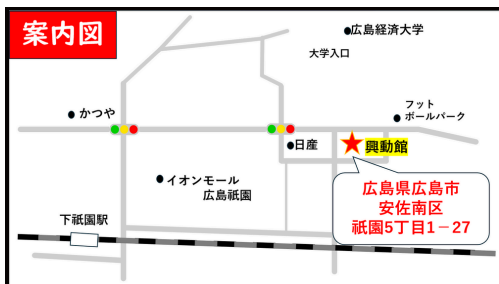 案内図
広島経済大学
大学入口
かつや
フット
ボールパーク
日産
興動館
イオンモール
広島祇園
広島県広島市
安佐南区
祇園5丁目1－27
下祇園駅